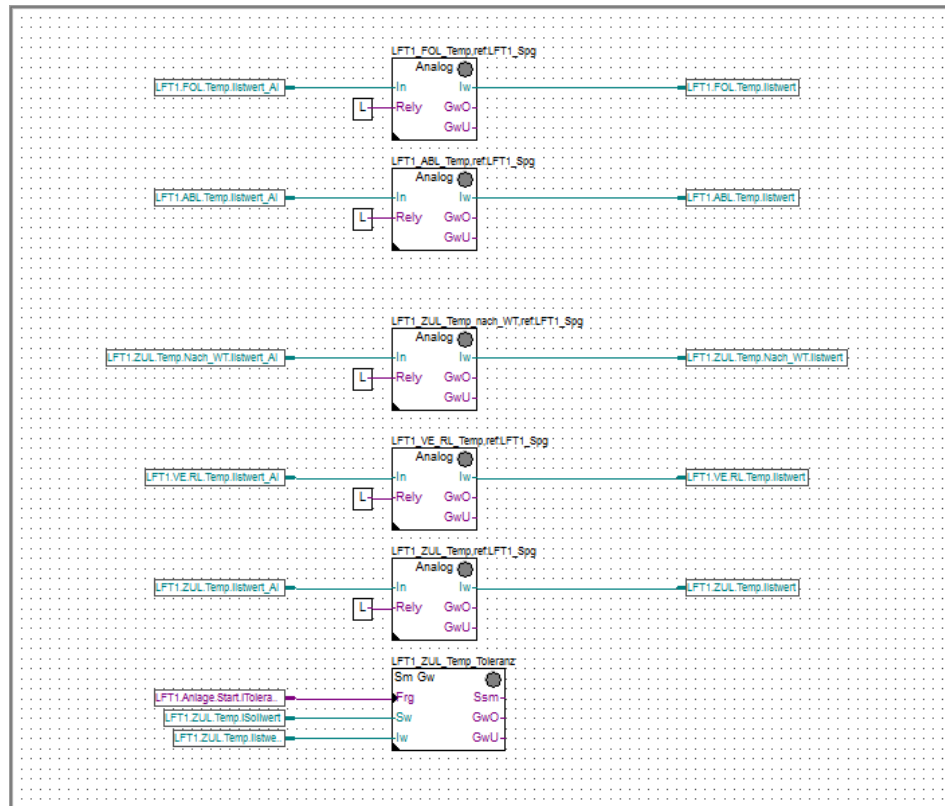 LFT1_FOL_Temp,ref:LFT1_Spg
Analog
LFT1.FOL.Temp.Iistwert_AI In Iw LFT1.FOL.Temp.Iistwert
L Rely GwO
GwU
LFT1_ABL_Temp,ref:LFT1_Spg
Analog
LFT1.ABL.Temp.Iistwert_AI In Iw LFT1.ABL.Temp.Iistwert
L Rely GwO
GwU
LFT1_ZUL_Temp_nach_WT,ref:LFT1_Spg
Analog
LFT1.ZUL.Temp.Nach_WT.Iistwert_AI In Iw LFT1.ZUL.Temp.Nach_WT.Iistwert
L Rely GwO
GwU
LFT1_VE_RL_Temp,ref:LFT1_Spg
Analog
LFT1.VE.RL.Temp.Iistwert_AI In Iw LFT1.VE.RL.Temp.Iistwert
L Rely GwO
GwU
LFT1_ZUL_Temp,ref:LFT1_Spg
Analog
LFT1.ZUL.Temp.Iistwert_AI In Iw LFT1.ZUL.Temp.Iistwert
L Rely GwO
GwU
LFT1_ZUL_Temp_Toleranz
Sm Gw
LFT1.Anlage.Start.lTolera.. Frg Ssm
LFT1.ZUL.Temp.lSollwert Sw GwO
LFT1.ZUL.Temp.Iistwe.. Iw GwU